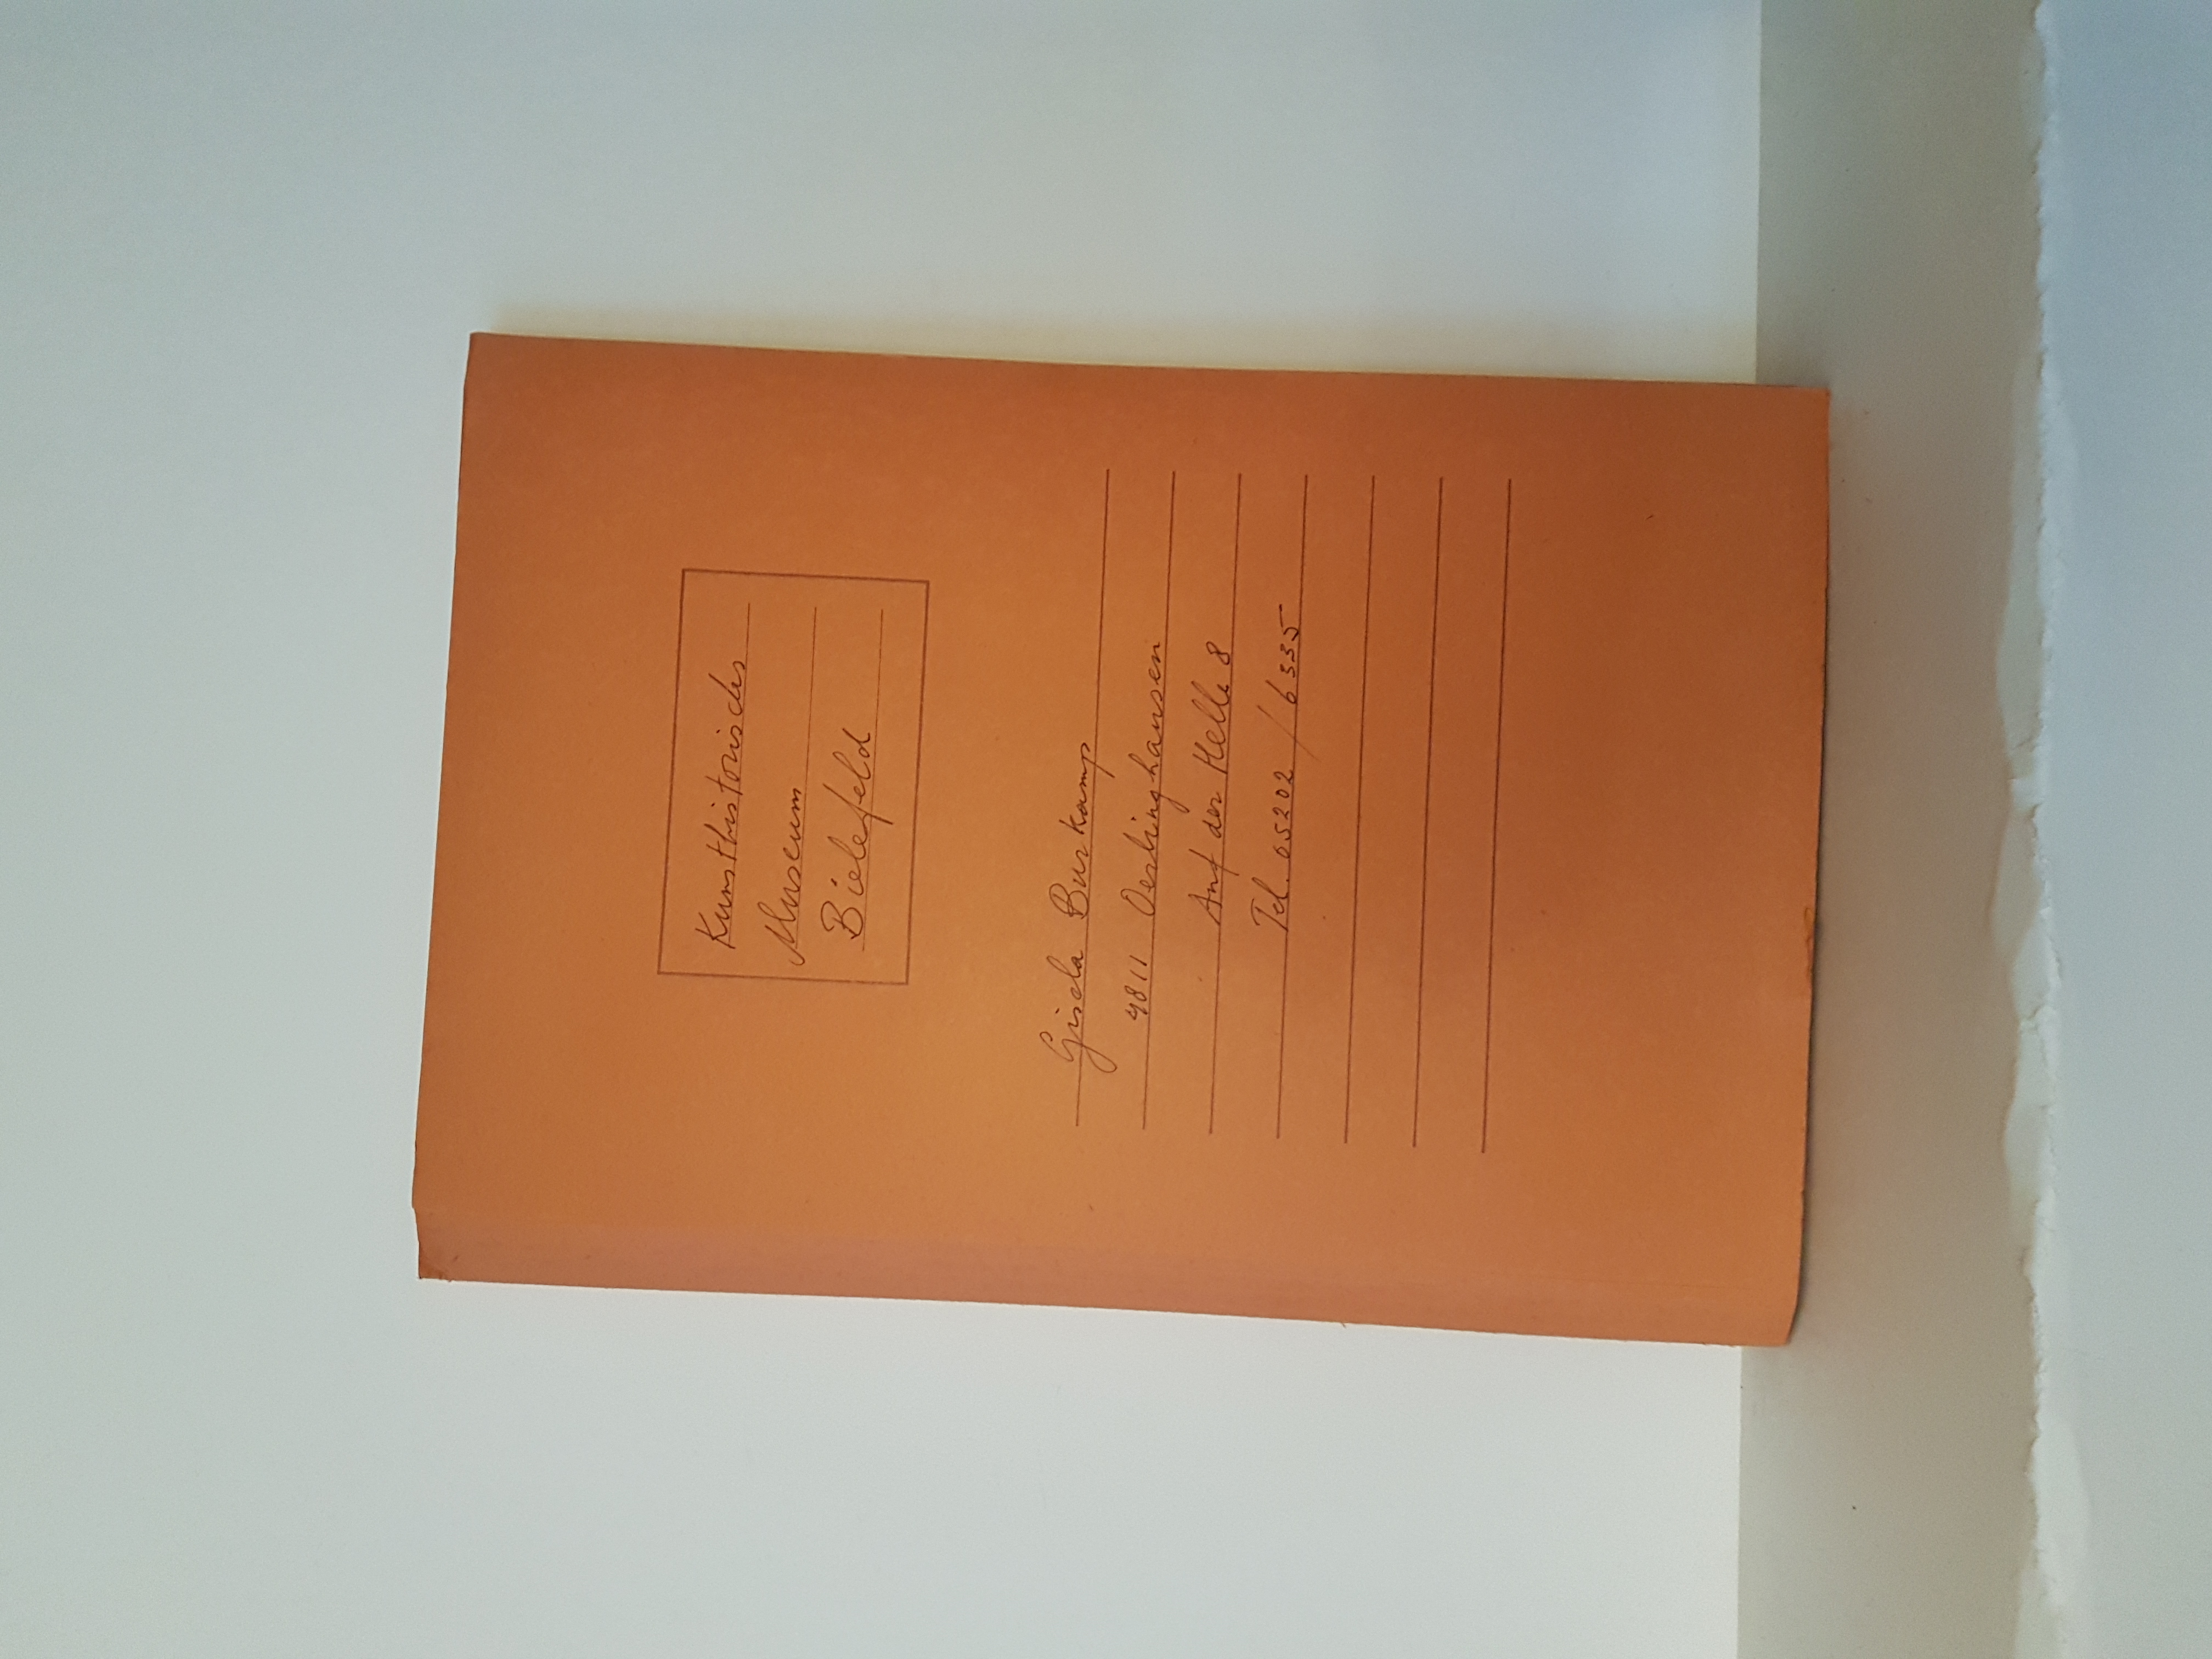 Kunsthistorisches
Museum
Bielefeld
Gisela Burkamp
4811 Oerlinghausen
Auf der Helle 8
Tel. 05202 / 6335